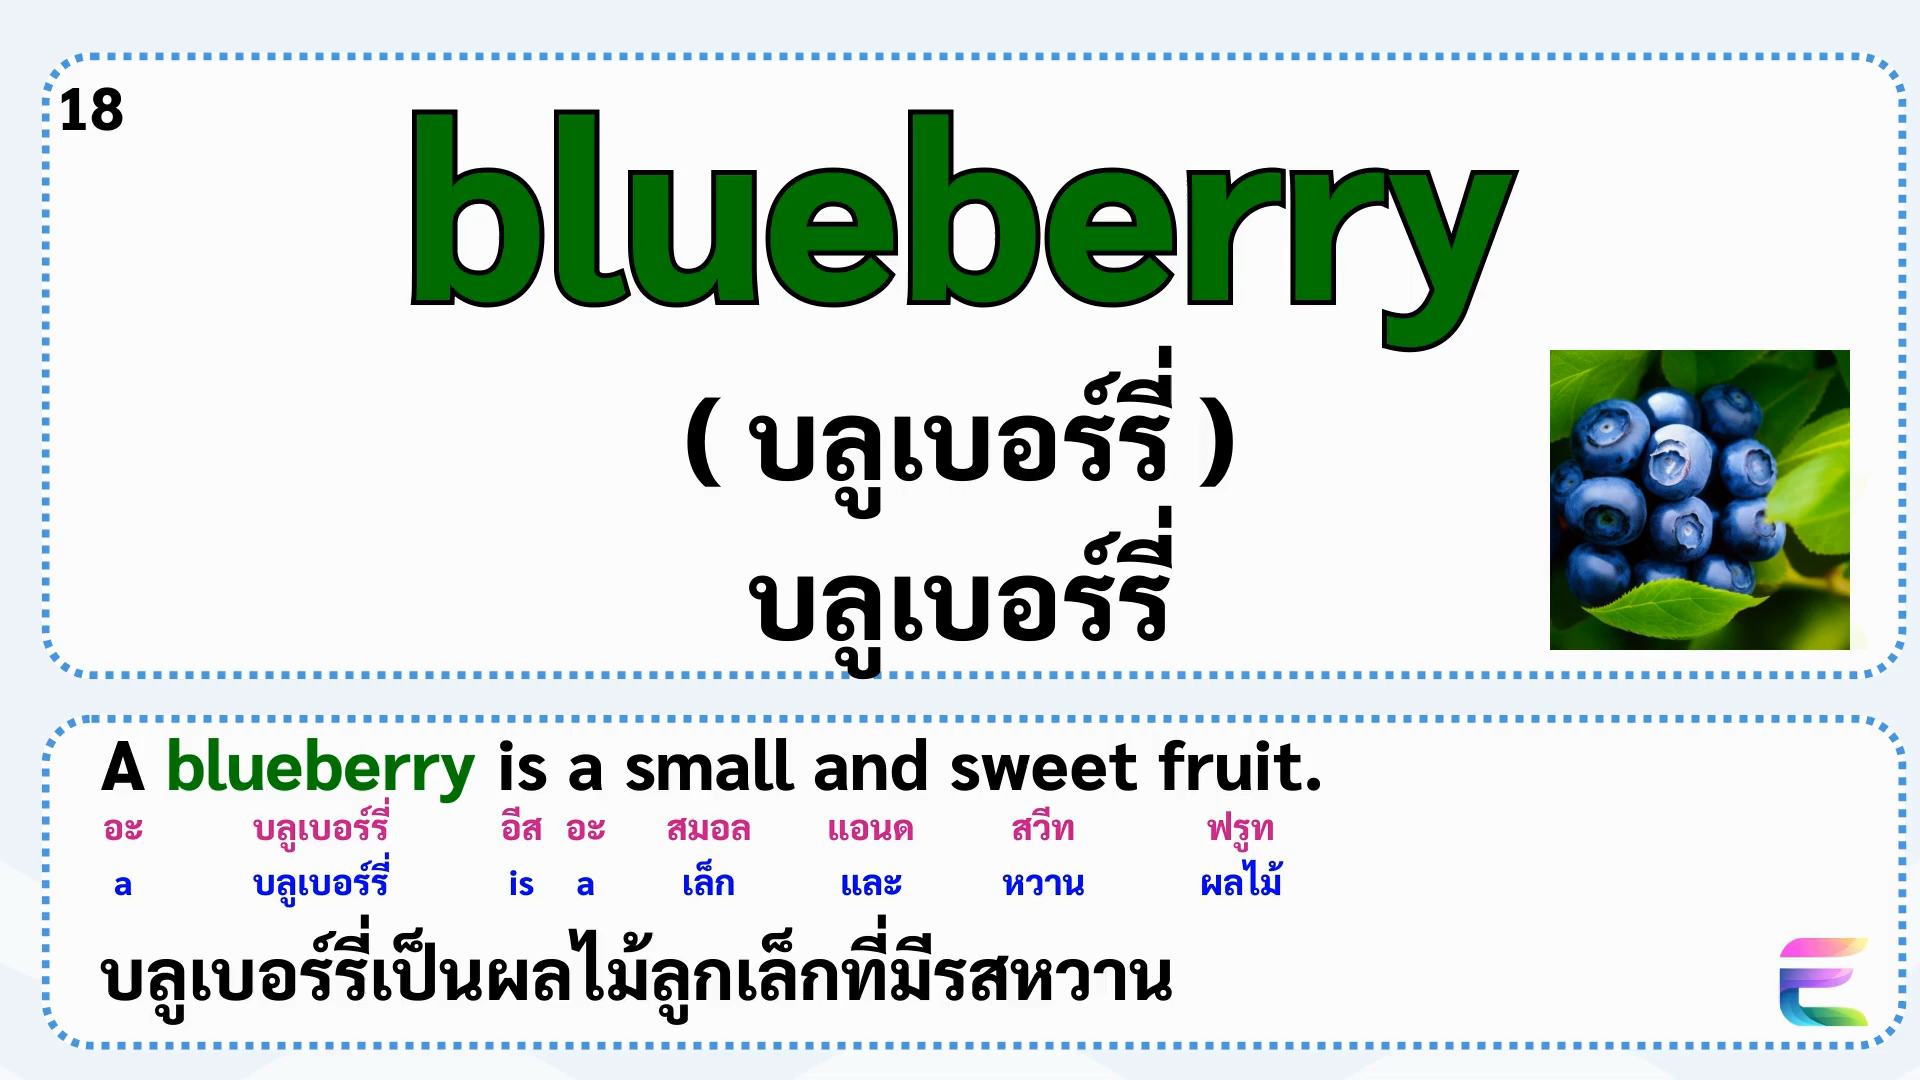 18
blueberry
( บลูเบอร์รี่ )
บลูเบอร์รี่
A blueberry is a small and sweet fruit.
อะ บลูเบอร์รี่ อีส อะ สมอล แอนด สวีท ฟรูท
a บลูเบอร์รี่ is a เล็ก และ หวาน ผลไม้
บลูเบอร์รี่เป็นผลไม้ลูกเล็กที่มีรสหวาน